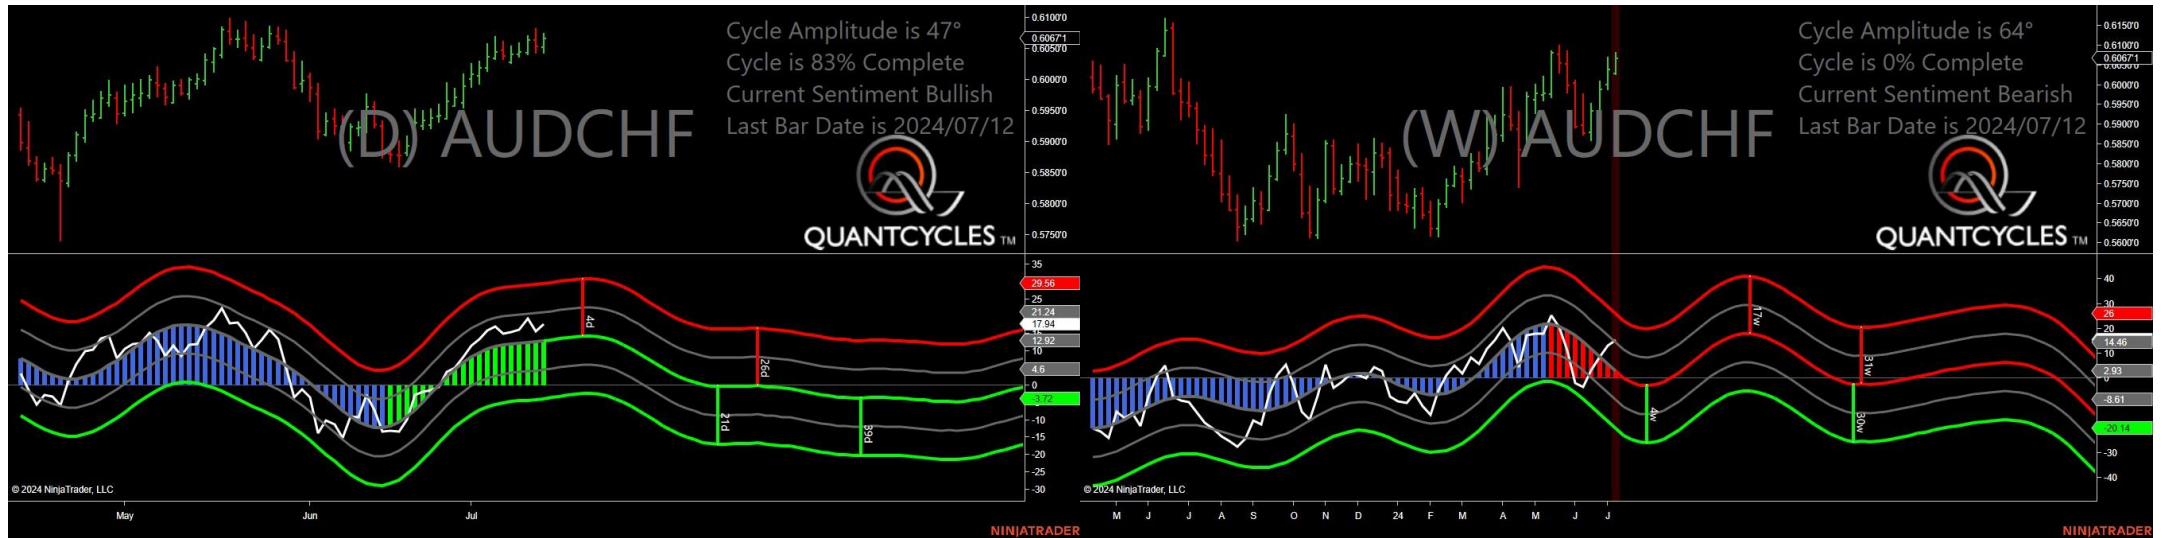 Cycle Amplitude is 47°
Cycle is 83% Complete
Current Sentiment Bullish
Last Bar Date is 2024/07/12
(D) AUDCHF
QUANTCYCLES TM
0.6100'0
0.6067'1
0.6050'0
0.6000'0
0.5950'0
0.5900'0
0.5850'0
0.5800'0
0.5750'0
35
29.56
25
21.24
17.94
12.92
10
4.6
0
-3.72
-10
-15
-20
-25
-30
4d
26d
21d
39d
© 2024 NinjaTrader, LLC
May Jun Jul
NINJATRADER
Cycle Amplitude is 64°
Cycle is 0% Complete
Current Sentiment Bearish
Last Bar Date is 2024/07/12
(W) AUDCHF
QUANTCYCLES TM
0.6150'0
0.6100'0
0.6067'1
0.6000'0
0.5950'0
0.5900'0
0.5850'0
0.5800'0
0.5750'0
0.5700'0
0.5650'0
0.5600'0
40
30
26
20
14.46
10
2.93
0
-8.61
-20.14
-30
-40
17w
31w
4w
30w
© 2024 NinjaTrader, LLC
M J J A S O N D 24 F M A M J J
NINJATRADER